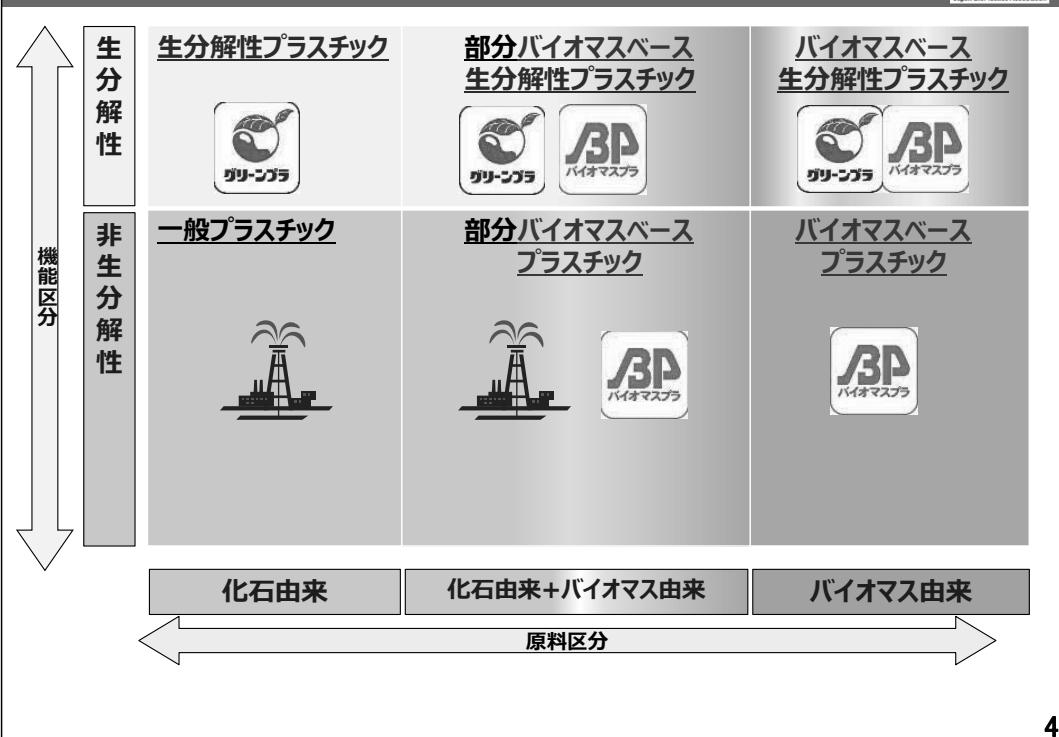 生分解性
生分解性プラスチック
グリーンプラ
部分バイオマスベース
生分解性プラスチック
グリーンプラ
バイオマスプラ
バイオマスベース
生分解性プラスチック
グリーンプラ
バイオマスプラ
機能区分
非生分解性
一般プラスチック
部分バイオマスベース
プラスチック
バイオマスプラ
バイオマスベース
プラスチック
バイオマスプラ
化石由来
化石由来+バイオマス由来
バイオマス由来
原料区分
4